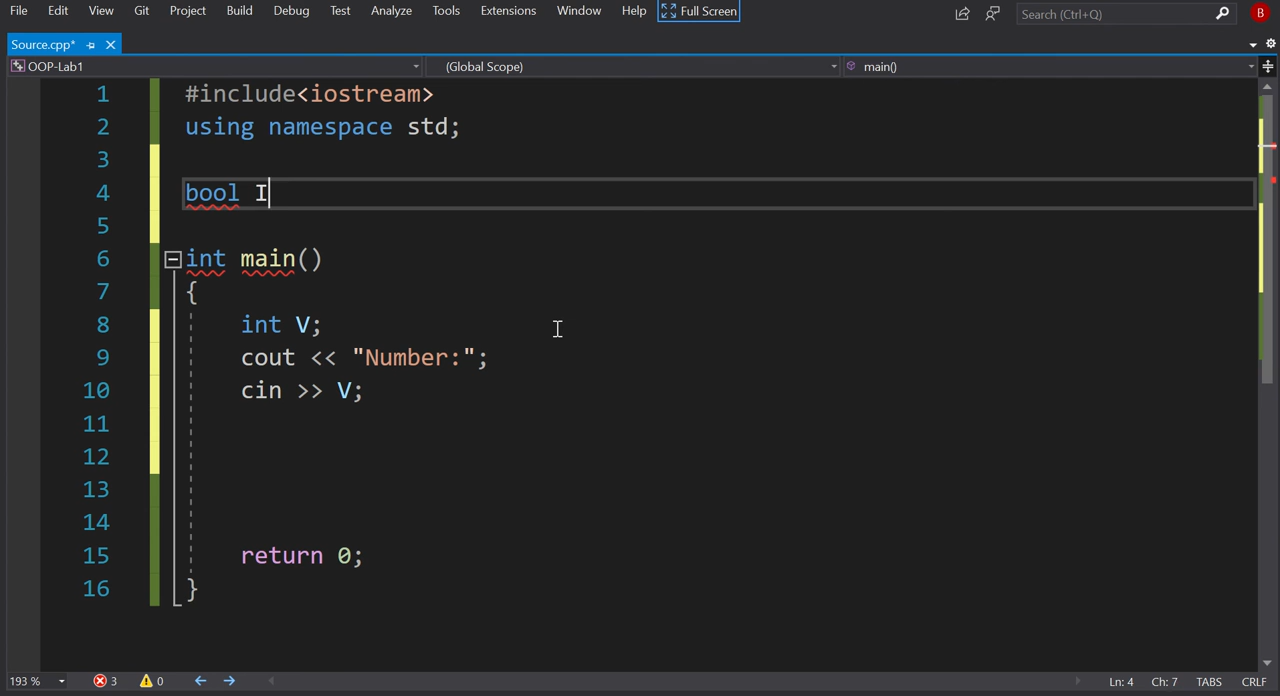 File Edit View Git Project Build Debug Test Analyze Tools Extensions Window Help Full Screen Search (Ctrl+Q) B
Source.cpp*
OOP-Lab1 (Global Scope) main()
1 #include<iostream>
2 using namespace std;
3
4 bool I
5
6 int main()
7 {
8 int V;
9 cout << "Number:";
10 cin >> V;
11
12
13
14
15 return 0;
16 }
193 % 3 0 Ln: 4 Ch: 7 TABS CRLF